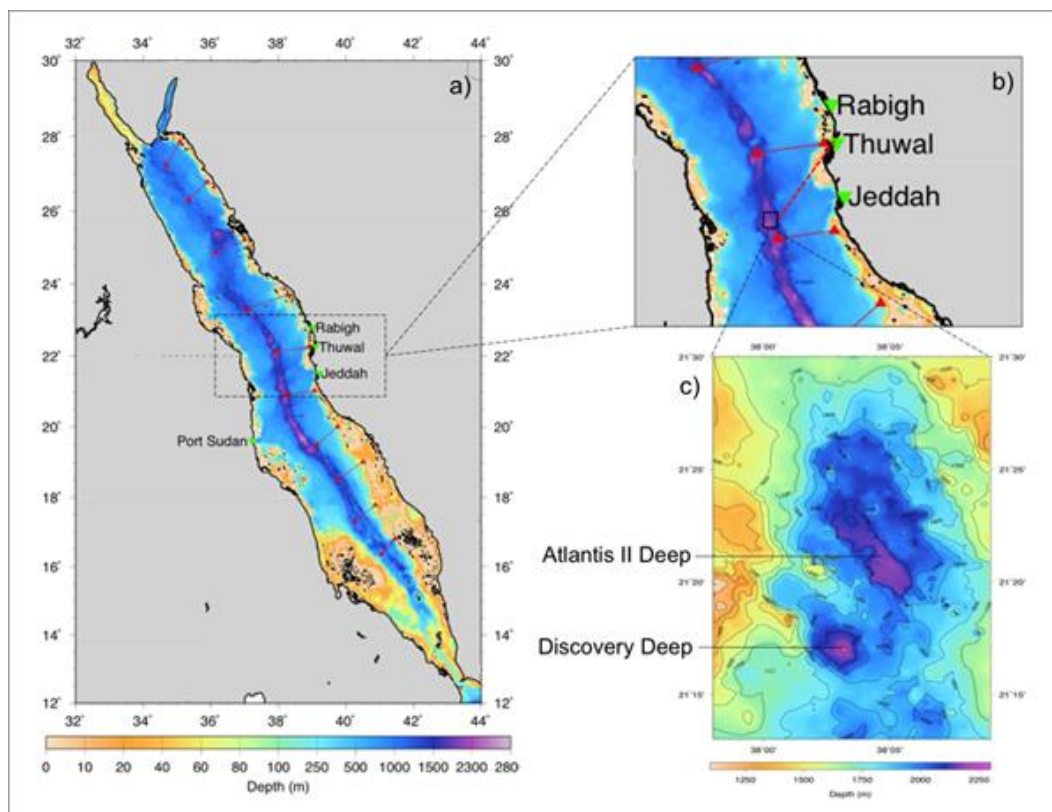 32° 34° 36° 38° 40° 42° 44°
30°
28°
26°
24°
22°
20°
18°
16°
14°
12°
a)
Rabigh
Thuwal
Jeddah
Port Sudan
30°
28°
26°
24°
22°
20°
18°
16°
14°
12°
32° 34° 36° 38° 40° 42° 44°
0 10 20 40 60 80 100 250 500 1000 1500 2300 280
Depth (m)
b)
Rabigh
Thuwal
Jeddah
38°00' 38°05'
21°30' 21°30'
c)
21°25' 21°25'
Atlantis II Deep
21°20' 21°20'
Discovery Deep
21°15' 21°15'
38°00' 38°05'
1250 1500 1750 2000 2250
Depth (m)